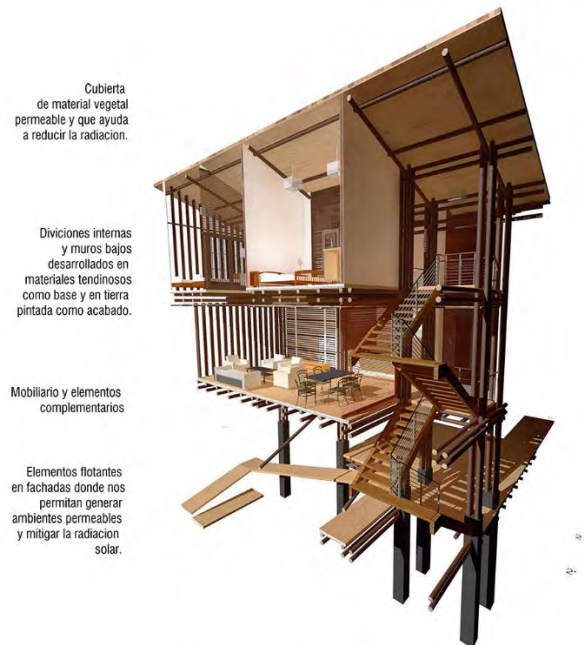 Cubierta
de material vegetal
permeable y que ayuda
a reducir la radiacion.
Diviciones internas
y muros bajos
desarrollados en
materiales tendinosos
como base y en tierra
pintada como acabado.
Mobiliario y elementos
complementarios
Elementos flotantes
en fachadas donde nos
permitan generar
ambientes permeables
y mitigar la radiacion
solar.